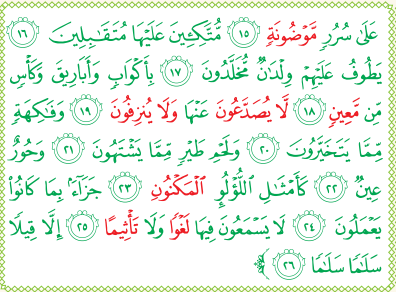 عَلَىٰ سُرُرٍ مَّوْضُونَةٍ ١٥ مُّتَّكِـِٔينَ عَلَيْهَا مُتَقَـٰبِلِينَ ١٦
يَطُوفُ عَلَيْهِمْ وِلْدَٰنٌ مُّخَلَّدُونَ ١٧ بِأَكْوَابٍ وَأَبَارِيقَ وَكَأْسٍ
مِّن مَّعِينٍ ١٨ لَّا يُصَدَّعُونَ عَنْهَا وَلَا يُنزِفُونَ ١٩ وَفَـٰكِهَةٍ
مِّمَّا يَتَخَيَّرُونَ ٢٠ وَلَحْمِ طَيْرٍ مِّمَّا يَشْتَهُونَ ٢١ وَحُورٌ
عِينٌ ٢٢ كَأَمْثَـٰلِ ٱللُّؤْلُوِٕ ٱلْمَكْنُونِ ٢٣ جَزَآءًۢ بِمَا كَانُوا۟
يَعْمَلُونَ ٢٤ لَا يَسْمَعُونَ فِيهَا لَغْوًا وَلَا تَأْثِيمًا ٢٥ إِلَّا قِيلًا
سَلَـٰمًا سَلَـٰمًا ٢٦